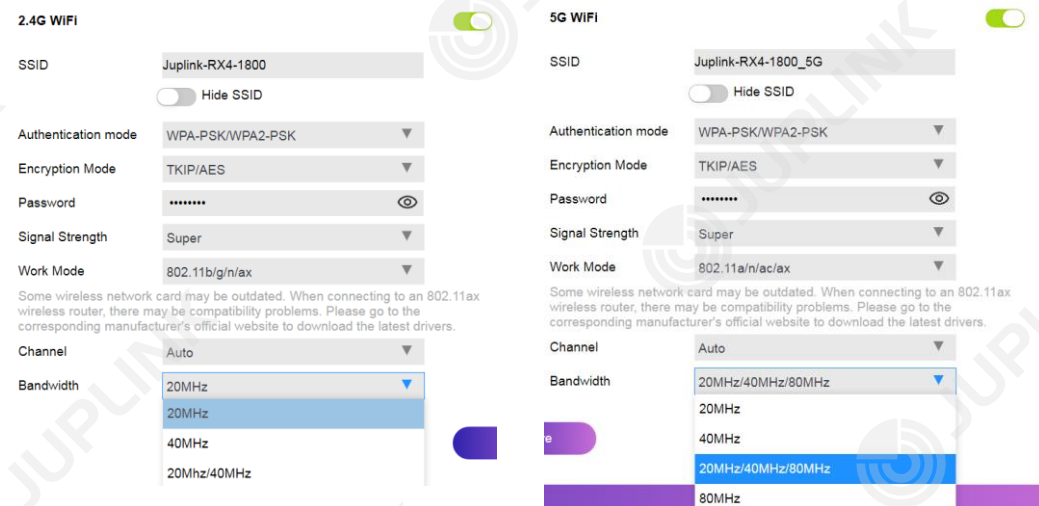 2.4G WiFi
SSID
Juplink-RX4-1800
Hide SSID
Authentication mode
WPA-PSK/WPA2-PSK
Encryption Mode
TKIP/AES
Password
••••••••
Signal Strength
Super
Work Mode
802.11b/g/n/ax
Some wireless network card may be outdated. When connecting to an 802.11ax
wireless router, there may be compatibility problems. Please go to the
corresponding manufacturer's official website to download the latest drivers.
Channel
Auto
Bandwidth
20MHz
20MHz
40MHz
20Mhz/40MHz
5G WiFi
SSID
Juplink-RX4-1800_5G
Hide SSID
Authentication mode
WPA-PSK/WPA2-PSK
Encryption Mode
TKIP/AES
Password
••••••••
Signal Strength
Super
Work Mode
802.11a/n/ac/ax
Some wireless network card may be outdated. When connecting to an 802.11ax
wireless router, there may be compatibility problems. Please go to the
corresponding manufacturer's official website to download the latest drivers.
Channel
Auto
Bandwidth
20MHz/40MHz/80MHz
20MHz
40MHz
20MHz/40MHz/80MHz
80MHz
e
JUPLINK
JUPLINK
JUPLINK